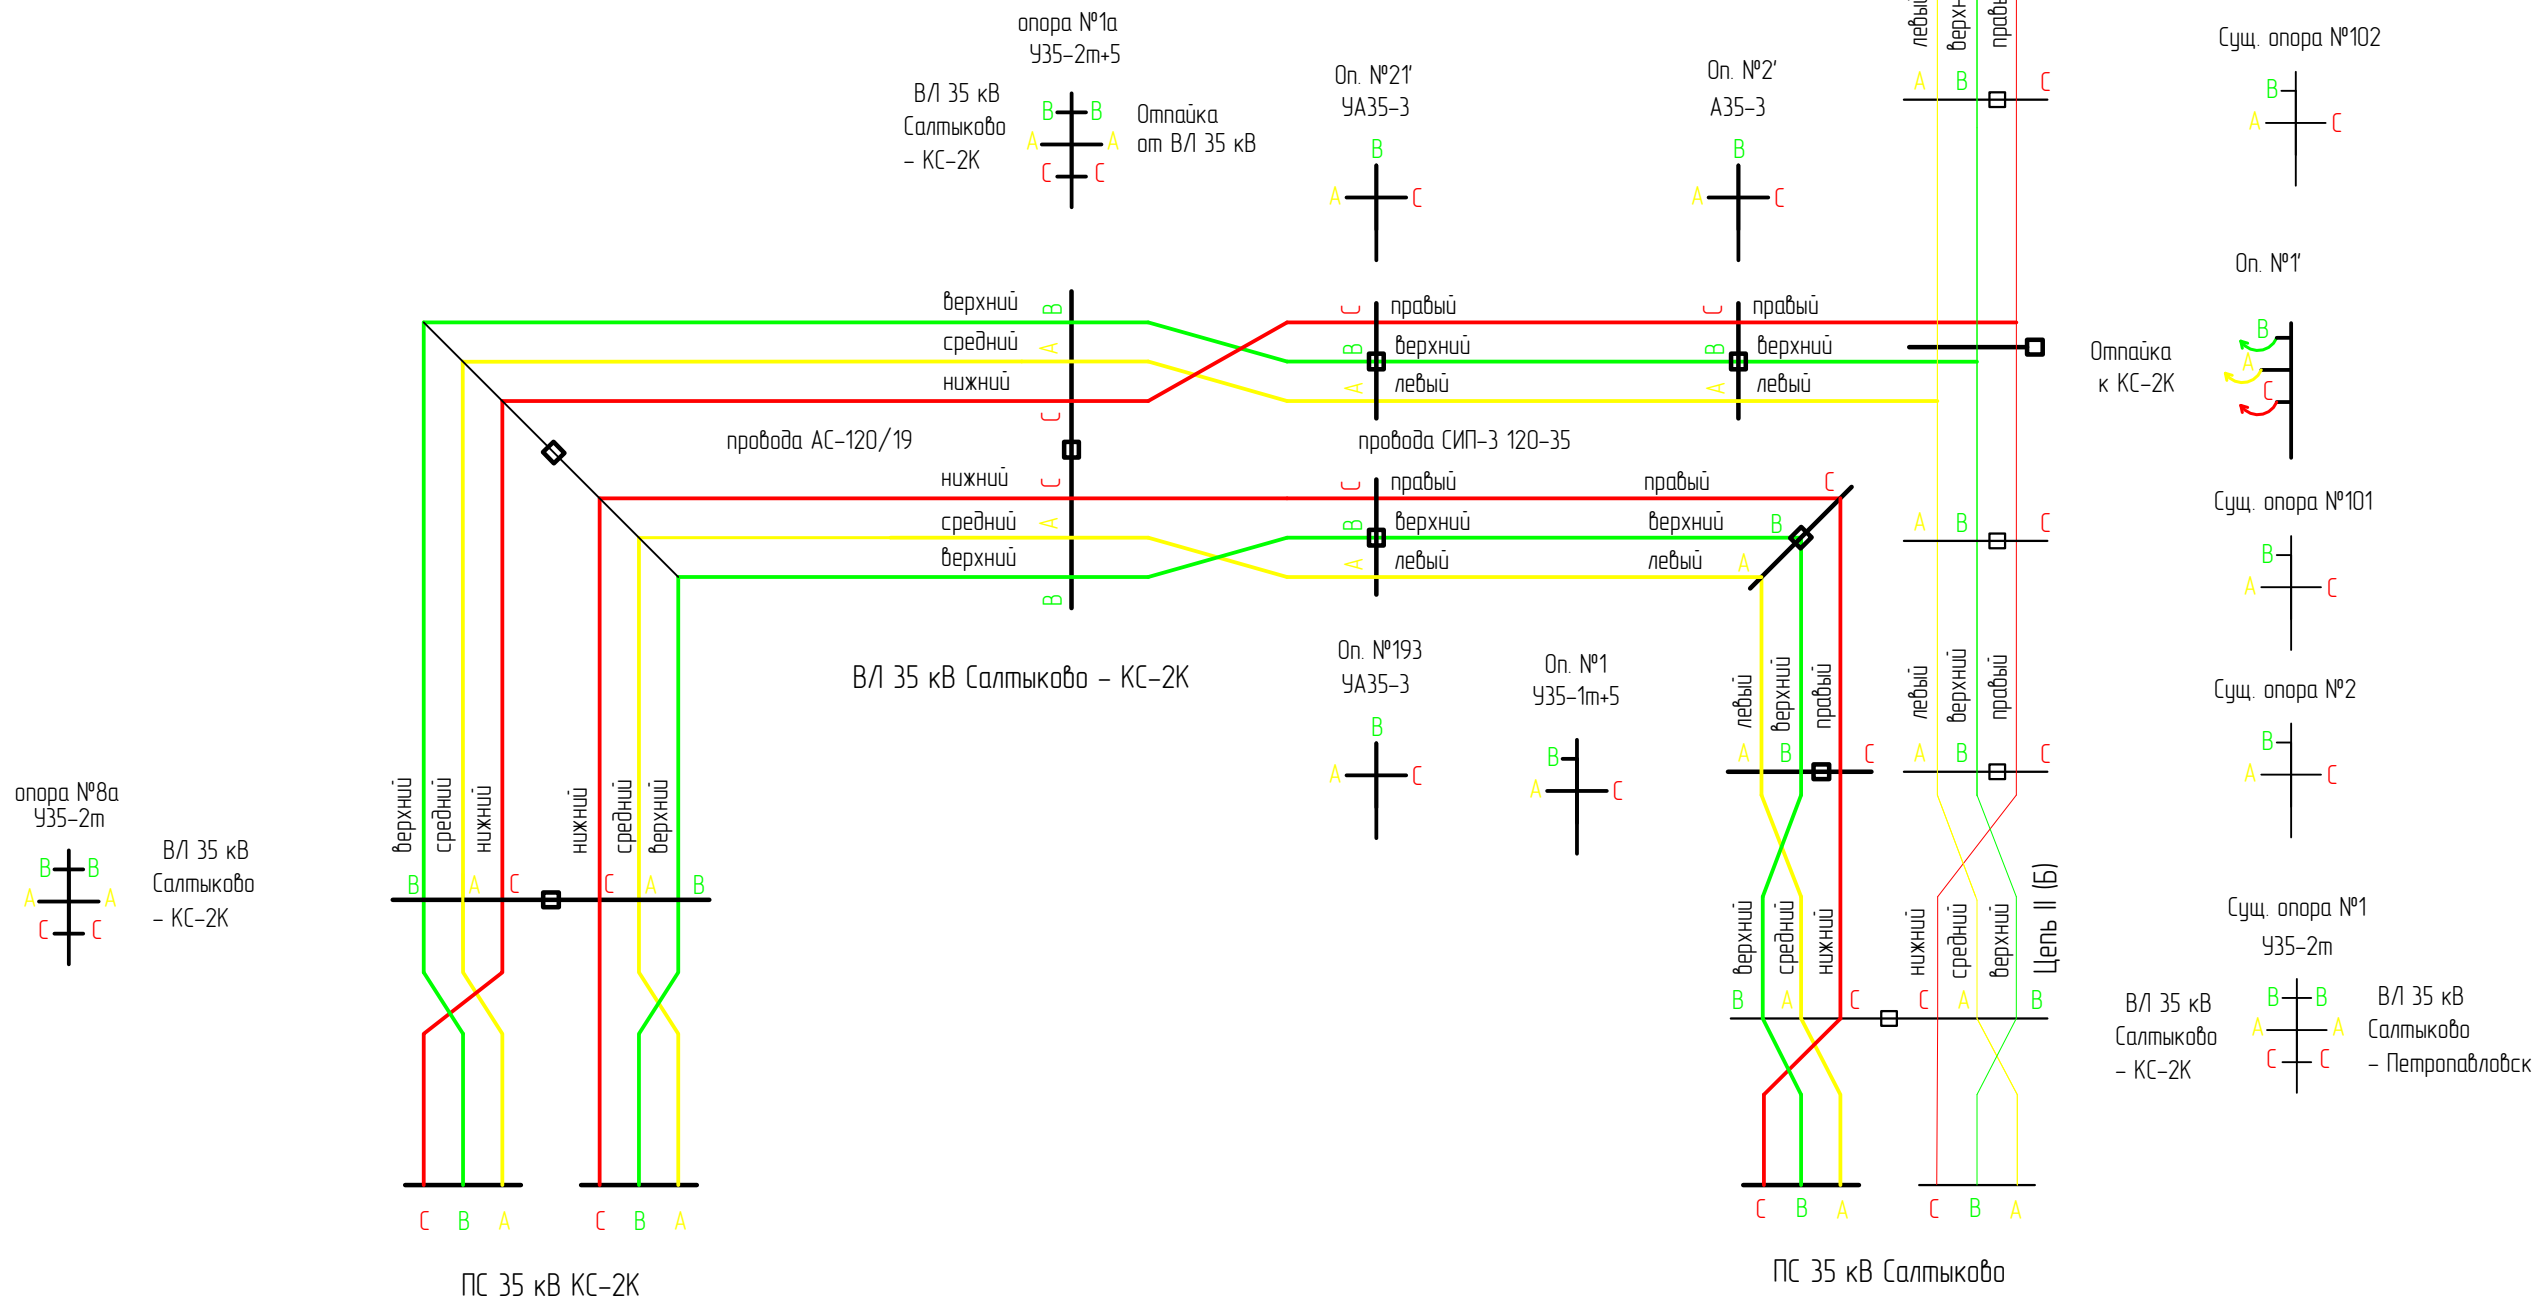 опора №1а
У35-2т+5
ВЛ 35 кВ
Салтыково
- КС-2К
В В
А А
С С
Отпайка
от ВЛ 35 кВ
Оп. №21'
УА35-3
В
А С
Оп. №2'
А35-3
В
А С
левый
верхн
правы
А В С
Сущ. опора №102
В
А С
Оп. №1'
В
А
С
Отпайка
к КС-2К
верхний В
средний А
нижний С
С правый
В верхний
А левый
С правый
В верхний
А левый
провода АС-120/19
провода СИП-3 120-35
нижний С
средний А
верхний В
С правый
В верхний
А левый
правый С
верхний В
левый А
А В С
Сущ. опора №101
В
А С
ВЛ 35 кВ Салтыково - КС-2К
Оп. №193
УА35-3
В
А С
Оп. №1
У35-1т+5
В
А С
левый
верхний
правый
А В С
левый
верхний
правый
А В С
Сущ. опора №2
В
А С
опора №8а
У35-2т
В В
А А
С С
ВЛ 35 кВ
Салтыково
- КС-2К
верхний
средний
нижний
нижний
средний
верхний
В А С С А В
верхний
средний
нижний
нижний
средний
верхний
Цепь II (Б)
В А С С А В
Сущ. опора №1
У35-2т
ВЛ 35 кВ
Салтыково
- КС-2К
В В
А А
С С
ВЛ 35 кВ
Салтыково
- Петропавловск
С В А С В А
С В А С В А
ПС 35 кВ КС-2К
ПС 35 кВ Салтыково